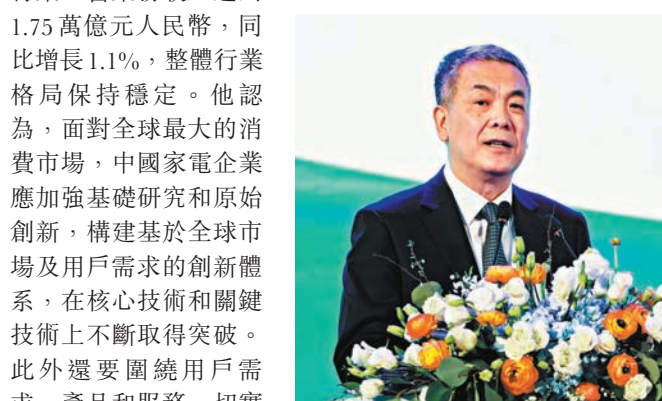 1.75 萬億元人民幣，同
比增長 1.1%，整體行業
格局保持穩定。他認
為，面對全球最大的消
費市場，中國家電企業
應加強基礎研究和原始
創新，構建基於全球市
場及用戶需求的創新體
系，在核心技術和關鍵
技術上不斷取得突破。
此外還要圍繞用戶需